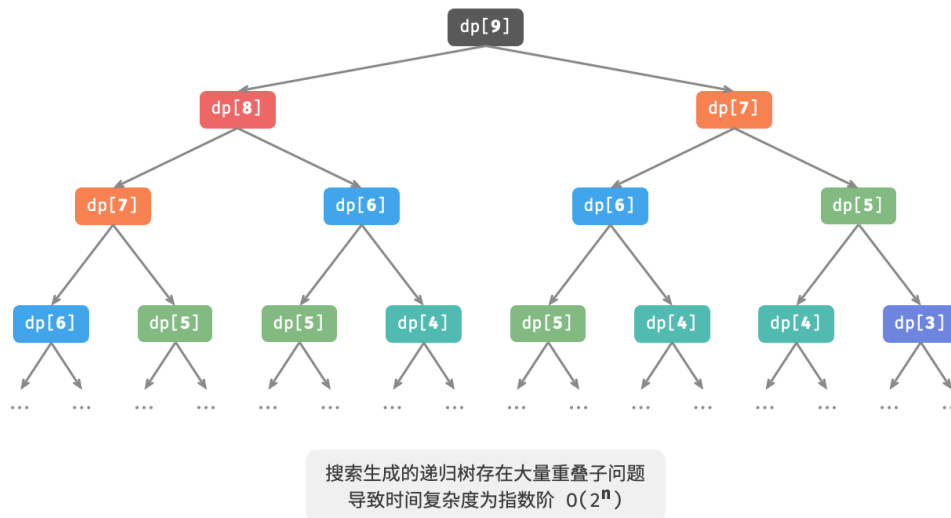 dp[9]
dp[8] dp[7]
dp[7] dp[6] dp[6] dp[5]
dp[6] dp[5] dp[5] dp[4] dp[5] dp[4] dp[4] dp[3]
... ... ... ... ... ... ... ... ... ... ... ... ... ... ... ...
搜索生成的递归树存在大量重叠子问题
导致时间复杂度为指数阶 O(2ⁿ)